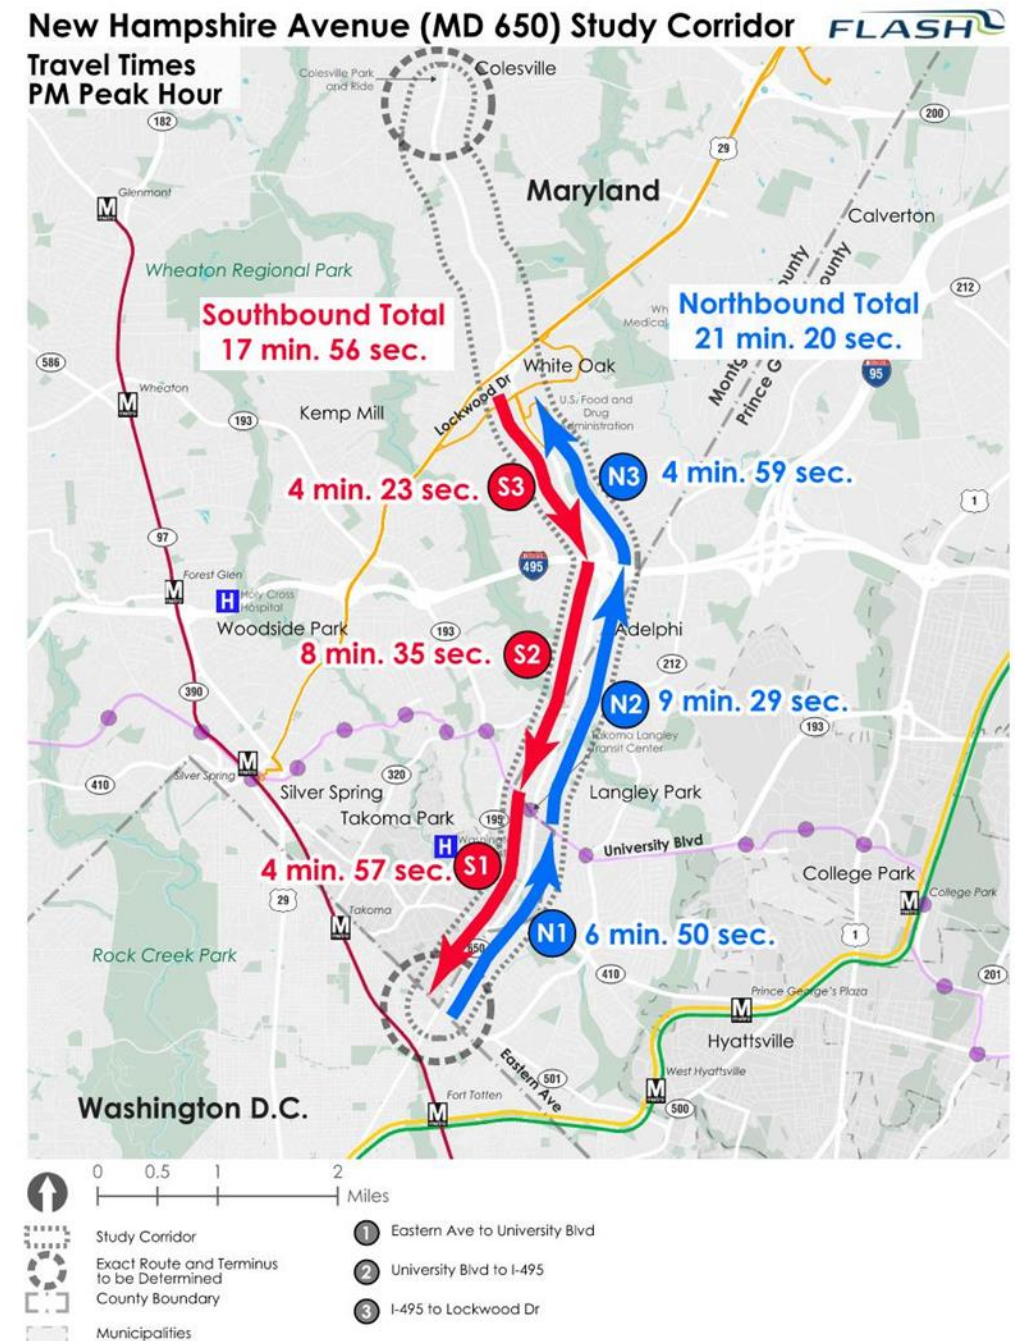 New Hampshire Avenue (MD 650) Study Corridor
FLASH
Travel Times
PM Peak Hour
Colesville Park
and Ride
Colesville
182
200
29
Glenmont
Maryland
Calverton
Wheaton Regional Park
212
Southbound Total
17 min. 56 sec.
Northbound Total
21 min. 20 sec.
Wh
Medical
Montg
ounty
Prince G
ounty
586
White Oak
95
Wheaton
Lockwood Dr
Kemp Mill
193
U.S. Food and
Drug
ministration
4 min. 23 sec.
S3
N3
4 min. 59 sec.
1
97
INTERSTATE
495
Forest Glen
H
Holy Cross
Hospital
Woodside Park
193
Adelphi
8 min. 35 sec.
S2
212
390
N2
9 min. 29 sec.
193
Takoma Langley
Transit Center
Silver Spring
320
410
Silver Spring
Langley Park
Takoma Park
195
H
University Blvd
4 min. 57 sec.
S1
College Park
College Park
29
Takoma
N1
6 min. 50 sec.
1
Rock Creek Park
650
410
201
Prince George's Plaza
Hyattsville
Eastern Ave
501
West Hyattsville
Washington D.C.
Fort Totten
500
M
metro
0
0.5
1
2
Miles
Study Corridor
Exact Route and Terminus
to be Determined
County Boundary
Municipalities
1 Eastern Ave to University Blvd
2 University Blvd to I-495
3 I-495 to Lockwood Dr